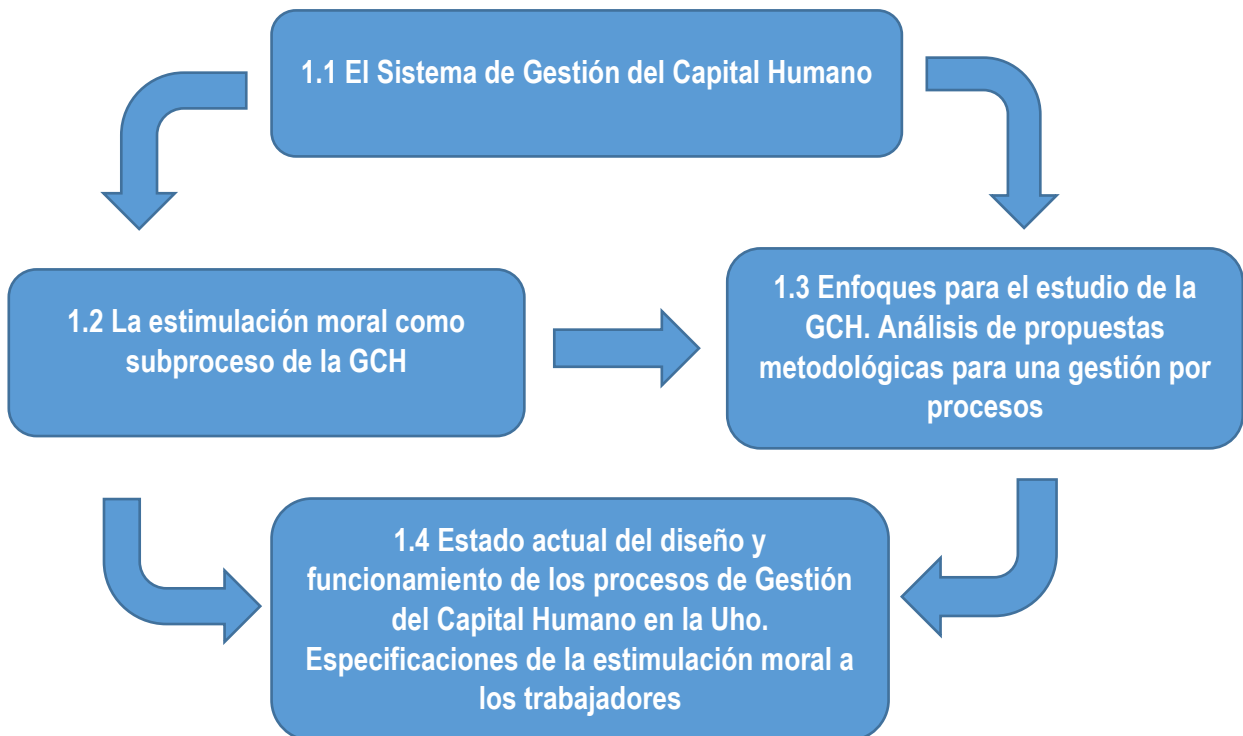 1.1 El Sistema de Gestión del Capital Humano
1.2 La estimulación moral como
subproceso de la GCH
1.3 Enfoques para el estudio de la
GCH. Análisis de propuestas
metodológicas para una gestión por
procesos
1.4 Estado actual del diseño y
funcionamiento de los procesos de Gestión
del Capital Humano en la Uho.
Especificaciones de la estimulación moral a
los trabajadores